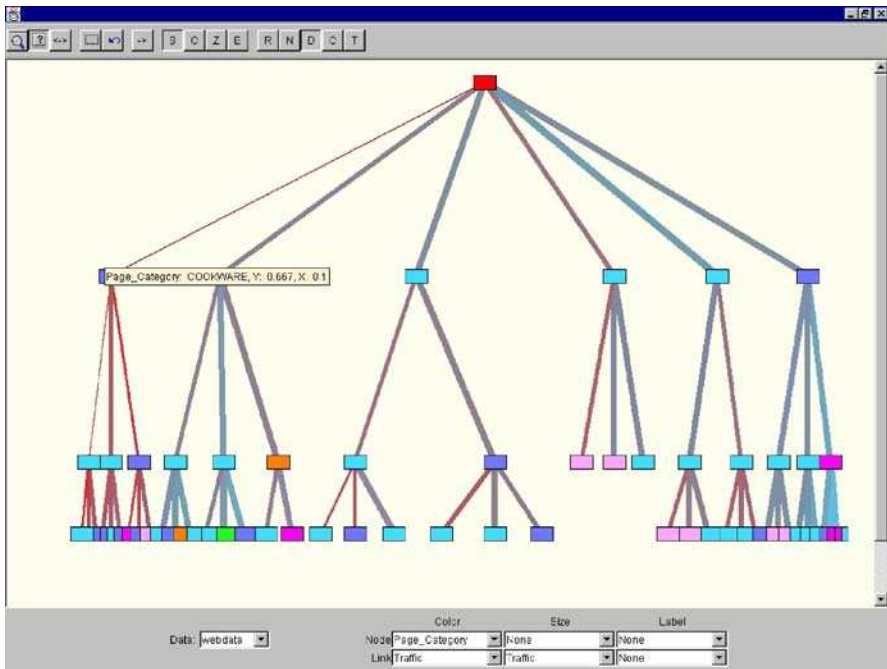 .? <-> -> S C Z E R N D C T
Page_Category: COOKWARE, Y: 0.667, X: 0.1
Color Size Label
Data: webdata Node Page_Category None None
Link Traffic Traffic None